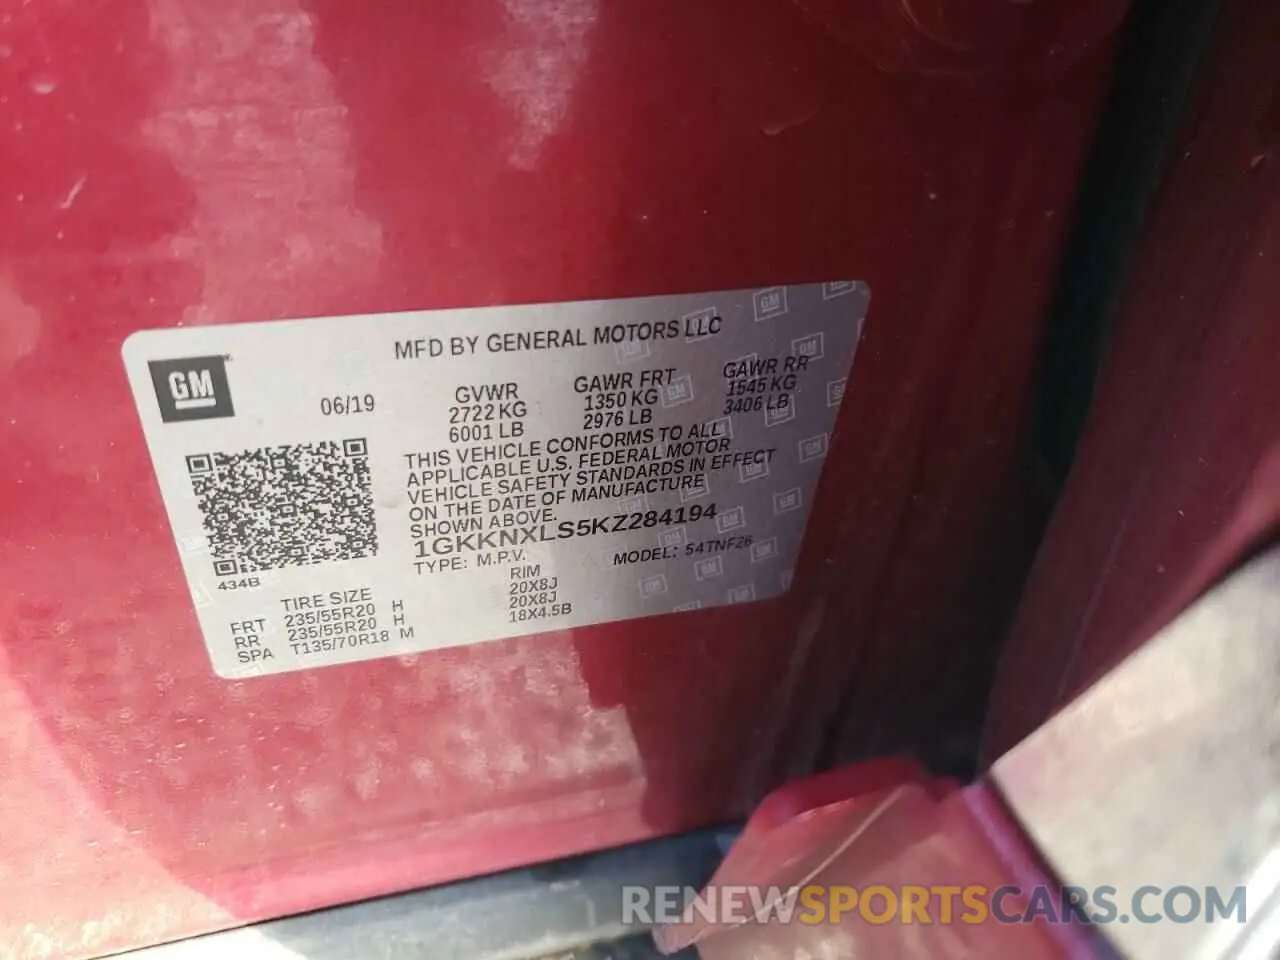 MFD BY GENERAL MOTORS LLC
GM
06/19
GVWR GAWR FRT GAWR RR
2722 KG 1350 KG 1545 KG
6001 LB 2976 LB 3406 LB
THIS VEHICLE CONFORMS TO ALL
APPLICABLE U.S. FEDERAL MOTOR
VEHICLE SAFETY STANDARDS IN EFFECT
ON THE DATE OF MANUFACTURE
SHOWN ABOVE.
1GKKNXLS5KZ284194
TYPE: M.P.V. MODEL: 54TNF26
434B
TIRE SIZE RIM
FRT 235/55R20 H 20X8J
RR 235/55R20 H 20X8J
SPA T135/70R18 M 18X4.5B
RENEWSPORTSCARS.COM